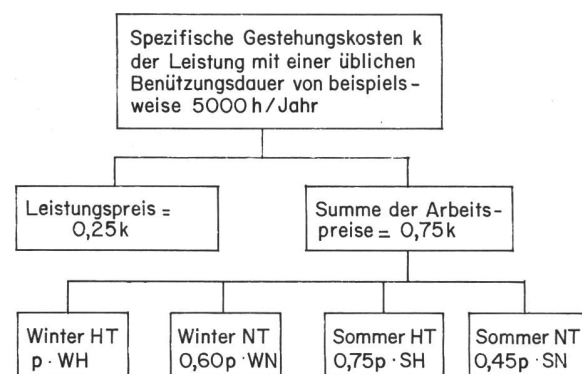 Spezifische Gestehungskosten k
der Leistung mit einer üblichen
Benützungsdauer von beispiels-
weise 5000 h/Jahr
Leistungspreis =
0,25k
Summe der Arbeits-
preise = 0,75k
Winter HT
p · WH
Winter NT
0,60p · WN
Sommer HT
0,75p · SH
Sommer NT
0,45p · SN